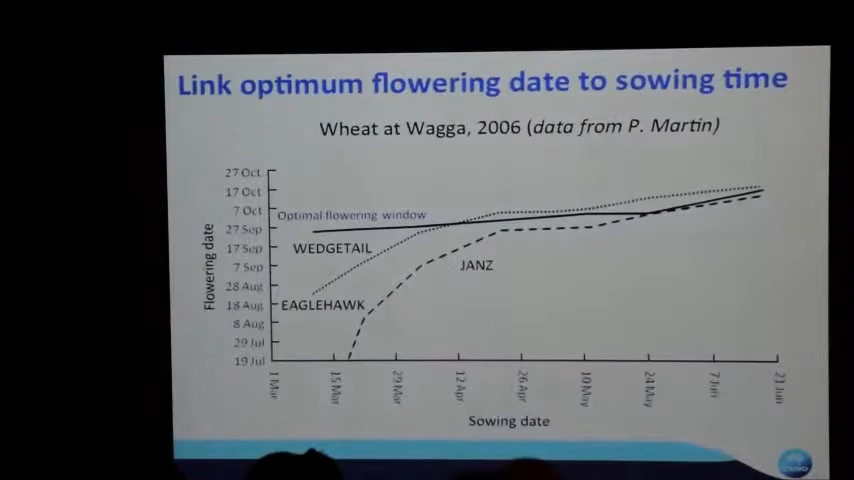 Link optimum flowering date to sowing time
Wheat at Wagga, 2006 (data from P. Martin)
27 Oct
17 Oct
7 Oct
Optimal flowering window
27 Sep
WEDGETAIL
17 Sep
JANZ
7 Sep
28 Aug
EAGLEHAWK
18 Aug
8 Aug
29 Jul
19 Jul
Flowering date
1 Mar
15 Mar
29 Mar
12 Apr
26 Apr
10 May
24 May
7 Jun
21 Jun
Sowing date